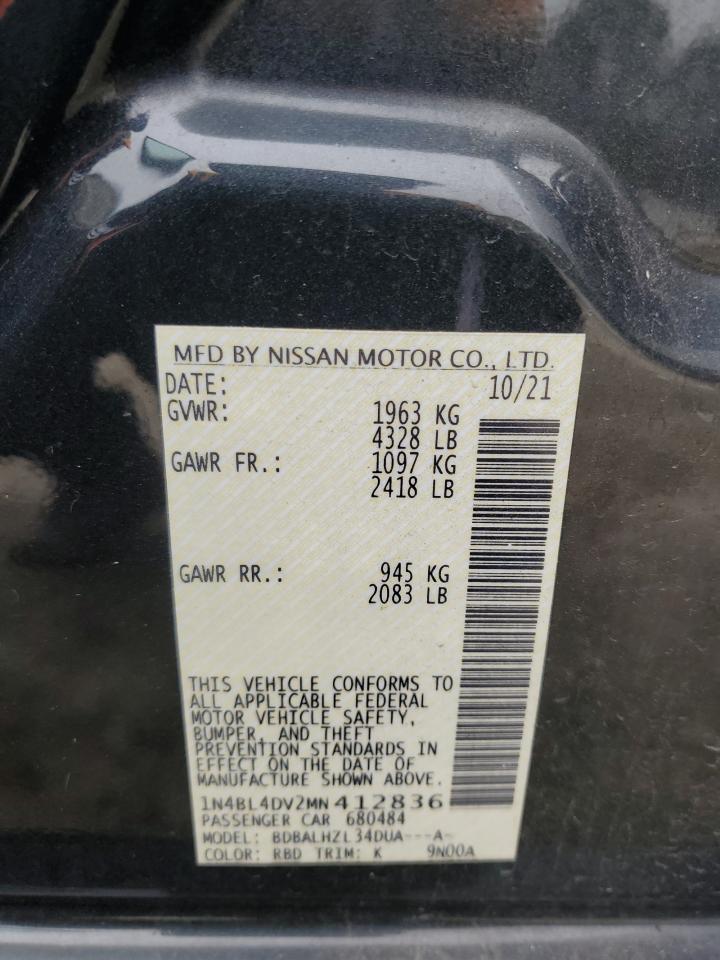 MFD BY NISSAN MOTOR CO., LTD.
DATE: 10/21
GVWR: 1963 KG
4328 LB
GAWR FR.: 1097 KG
2418 LB
GAWR RR.: 945 KG
2083 LB
THIS VEHICLE CONFORMS TO
ALL APPLICABLE FEDERAL
MOTOR VEHICLE SAFETY,
BUMPER, AND THEFT
PREVENTION STANDARDS IN
EFFECT ON THE DATE OF
MANUFACTURE SHOWN ABOVE.
1N4BL4DV2MN412836
PASSENGER CAR 680484
MODEL: BDBALHZL34DUA---A-
COLOR: RBD TRIM: K 9N00A